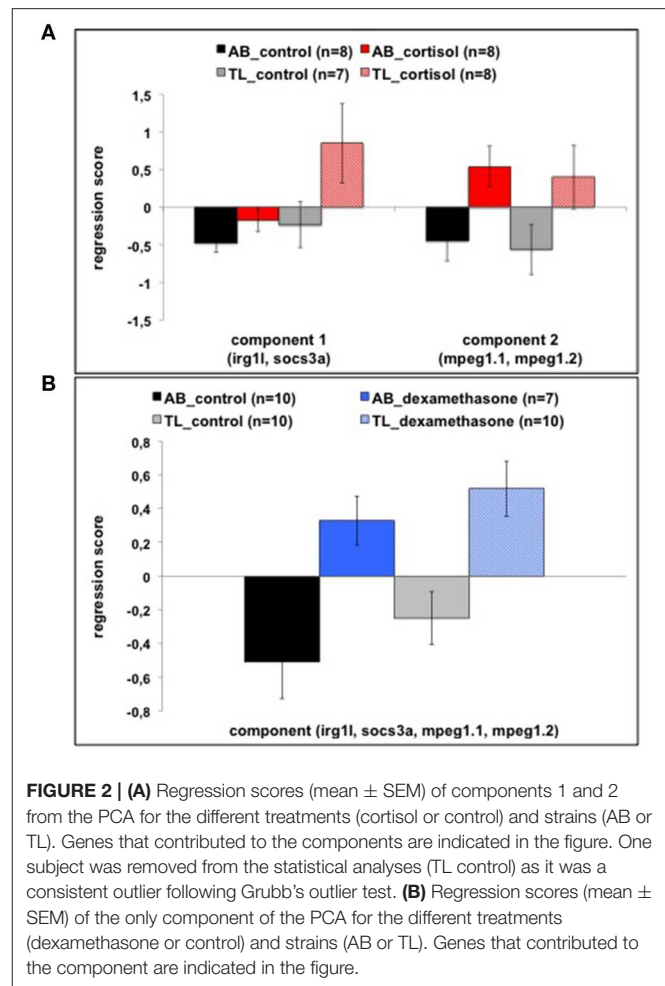 A
AB_control (n=8) AB_cortisol (n=8)
TL_control (n=7) TL_cortisol (n=8)
1,5
1
0,5
0
-0,5
-1
-1,5
regression score
component 1
(irg1l, socs3a)
component 2
(mpeg1.1, mpeg1.2)
B
AB_control (n=10) AB_dexamethasone (n=7)
TL_control (n=10) TL_dexamethasone (n=10)
0,8
0,6
0,4
0,2
0
-0,2
-0,4
-0,6
-0,8
regression score
component (irg1l, socs3a, mpeg1.1, mpeg1.2)
FIGURE 2 | (A) Regression scores (mean ± SEM) of components 1 and 2
from the PCA for the different treatments (cortisol or control) and strains (AB or
TL). Genes that contributed to the components are indicated in the figure. One
subject was removed from the statistical analyses (TL control) as it was a
consistent outlier following Grubb's outlier test. (B) Regression scores (mean ±
SEM) of the only component of the PCA for the different treatments
(dexamethasone or control) and strains (AB or TL). Genes that contributed to
the component are indicated in the figure.